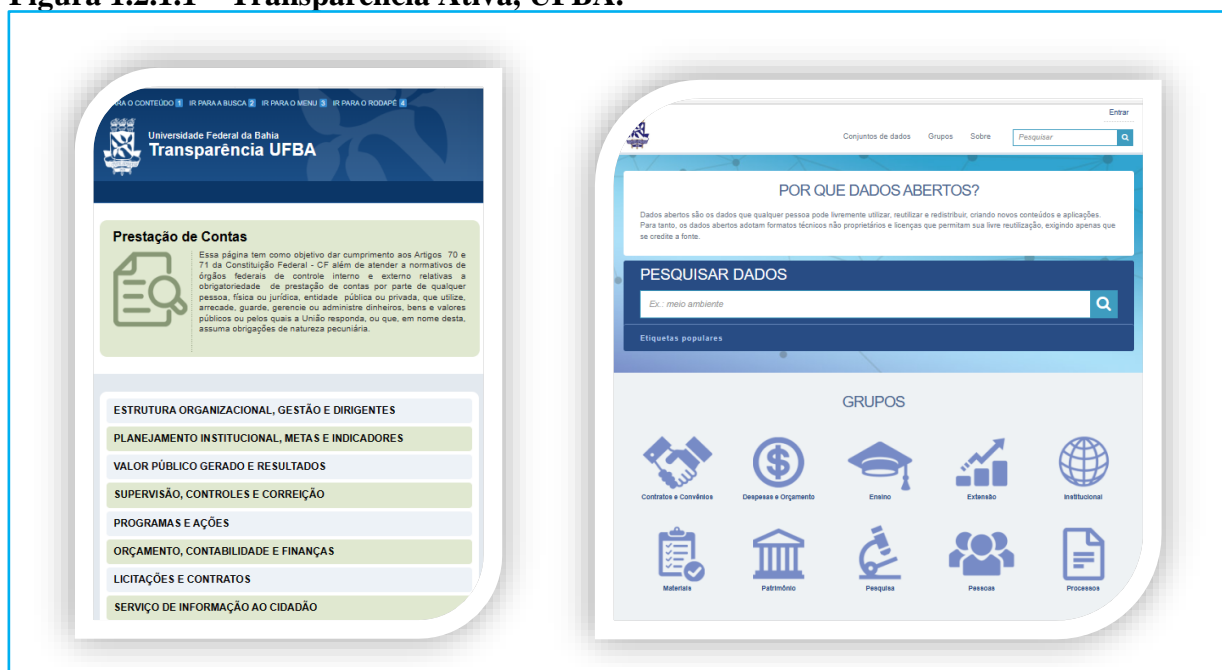 Figura 1.2.1.1 – Transparência Ativa, UFBA.
O CONTEÚDO 1 IR PARA A BUSCA 2 IR PARA O MENU 3 IR PARA O RODAPÉ 4
Universidade Federal da Bahia
Transparência UFBA
Prestação de Contas
Essa página tem como objetivo dar cumprimento aos Artigos 70 e
71 da Constituição Federal - CF além de atender a normativos de
órgãos federais de controle interno e externo relativas a
obrigatoriedade de prestação de contas por parte de qualquer
pessoa, física ou jurídica, entidade pública ou privada, que utilize,
arrecade, guarde, gerencie ou administre dinheiros, bens e valores
públicos ou pelos quais a União responda, ou que, em nome desta,
assuma obrigações de natureza pecuniária.
ESTRUTURA ORGANIZACIONAL, GESTÃO E DIRIGENTES
PLANEJAMENTO INSTITUCIONAL, METAS E INDICADORES
VALOR PÚBLICO GERADO E RESULTADOS
SUPERVISÃO, CONTROLES E CORREIÇÃO
PROGRAMAS E AÇÕES
ORÇAMENTO, CONTABILIDADE E FINANÇAS
LICITAÇÕES E CONTRATOS
SERVIÇO DE INFORMAÇÃO AO CIDADÃO
Entrar
Conjuntos de dados Grupos Sobre Pesquisar
POR QUE DADOS ABERTOS?
Dados abertos são os dados que qualquer pessoa pode livremente utilizar, reutilizar e redistribuir, criando novos conteúdos e aplicações.
Para tanto, os dados abertos adotam formatos técnicos não proprietários e licenças que permitam sua livre reutilização, exigindo apenas que
se credite a fonte.
PESQUISAR DADOS
Ex.: meio ambiente
Etiquetas populares
GRUPOS
Contratos e Convênios Despesas e Orçamento Ensino Extensão Institucional
Materiais Patrimônio Pesquisa Pessoas Processos